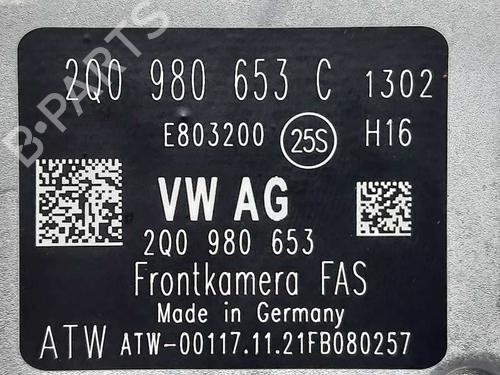 2Q0 980 653 C 1302
E803200 25S H16
VW AG
2Q0 980 653
Frontkamera FAS
Made in Germany
ATW ATW-00117.11.21FB080257
B-PARTS